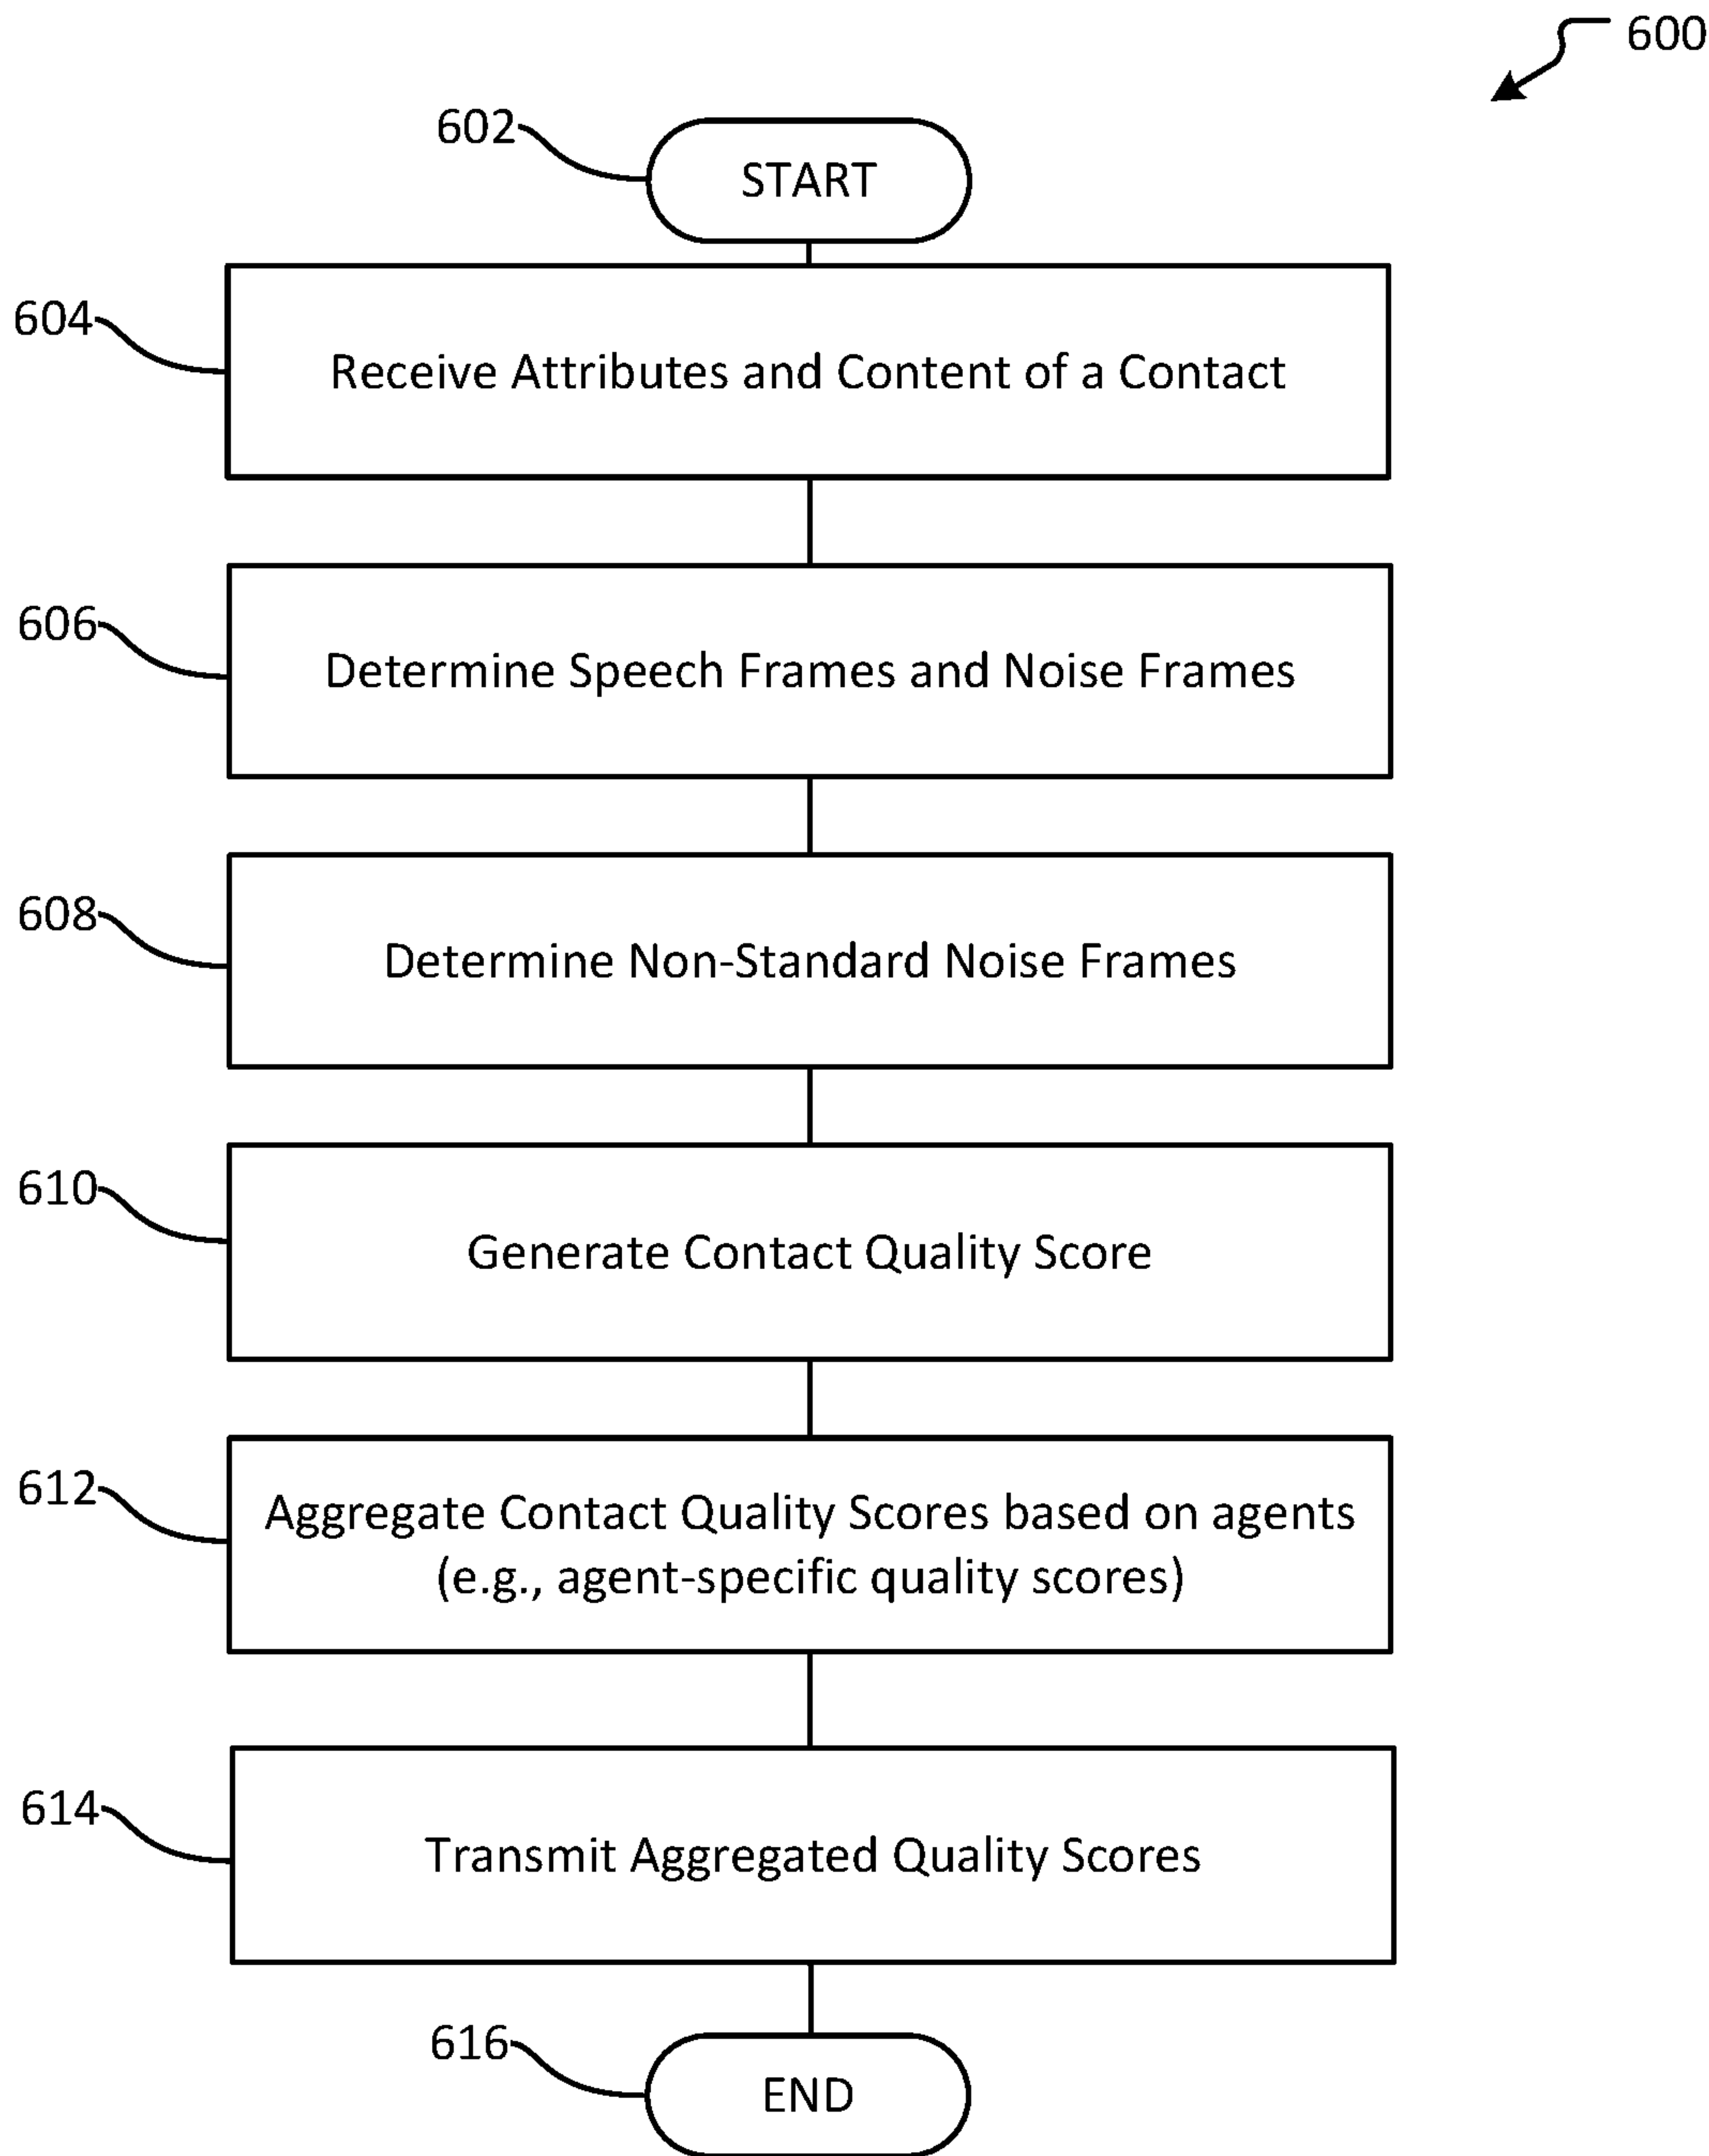 600
602
START
604
Receive Attributes and Content of a Contact
606
Determine Speech Frames and Noise Frames
608
Determine Non-Standard Noise Frames
610
Generate Contact Quality Score
612
Aggregate Contact Quality Scores based on agents
(e.g., agent-specific quality scores)
614
Transmit Aggregated Quality Scores
616
END